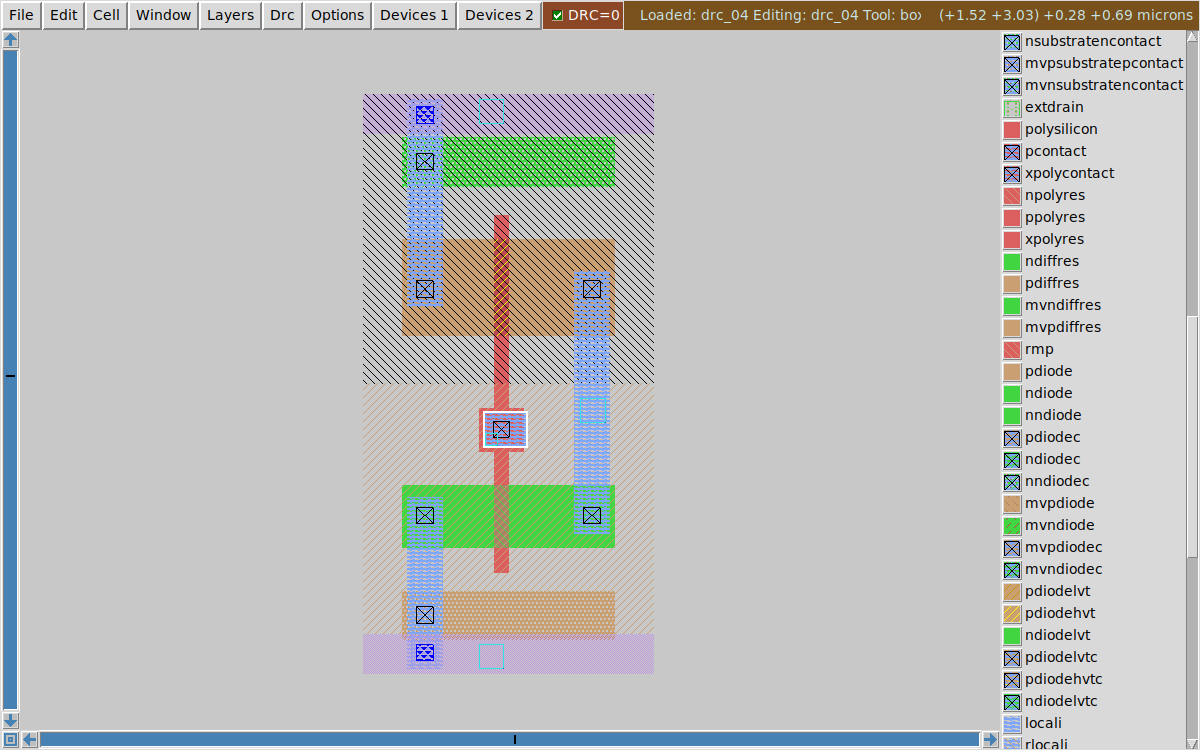 File Edit Cell Window Layers Drc Options Devices 1 Devices 2 DRC=0 Loaded: drc_04 Editing: drc_04 Tool: box (+1.52 +3.03) +0.28 +0.69 microns
nsubstratencontact
mvpsubstratepcontact
mvnsubstratencontact
extdrain
polysilicon
pcontact
xpolycontact
npolyres
ppolyres
xpolyres
ndiffres
pdiffres
mvndiffres
mvpdiffres
rmp
pdiode
ndiode
nndiode
pdiodec
ndiodec
nndiodec
mvpdiode
mvndiode
mvpdiodec
mvndiodec
pdiodelvt
pdiodehvt
ndiodelvt
pdiodelvtc
pdiodehvtc
ndiodelvtc
locali
rlocali